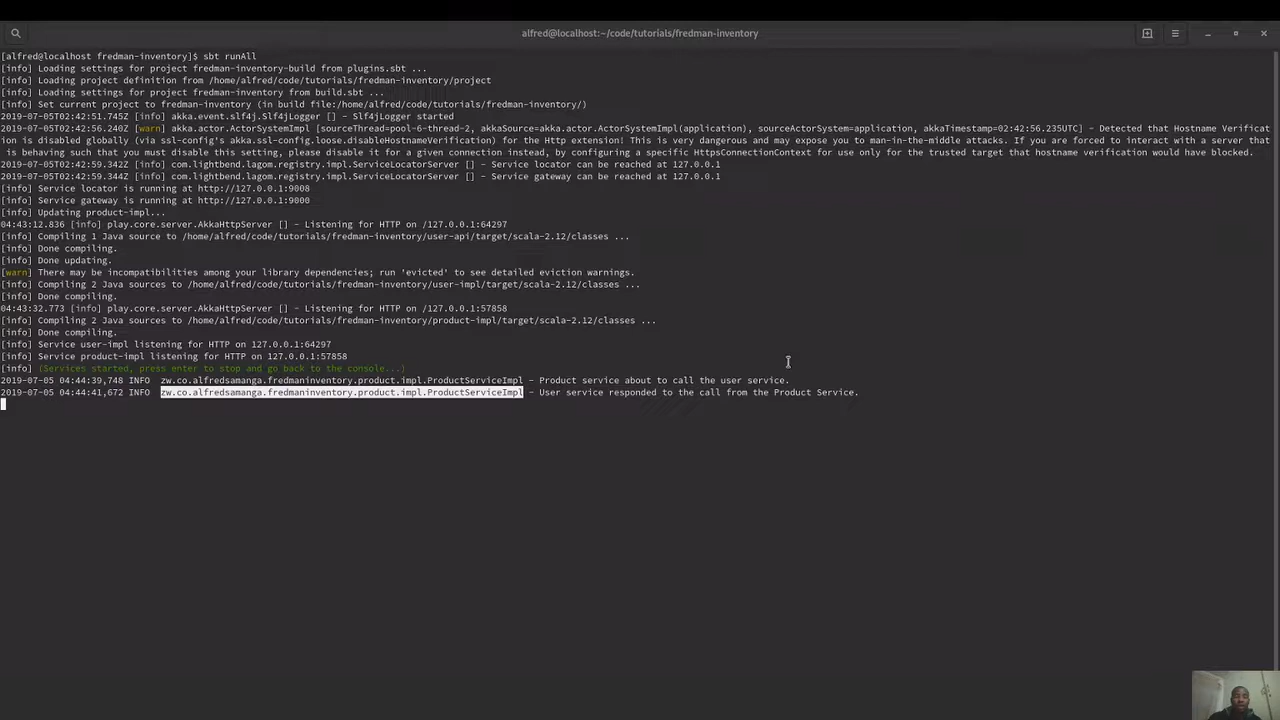 alfred@localhost:~/code/tutorials/fredman-inventory
[alfred@localhost fredman-inventory]$ sbt runAll
[info] Loading settings for project fredman-inventory-build from plugins.sbt ...
[info] Loading project definition from /home/alfred/code/tutorials/fredman-inventory/project
[info] Loading settings for project fredman-inventory from build.sbt ...
[info] Set current project to fredman-inventory (in build file:/home/alfred/code/tutorials/fredman-inventory/)
2019-07-05T02:42:51.745Z [info] akka.event.slf4j.Slf4jLogger [] - Slf4jLogger started
2019-07-05T02:42:56.240Z [warn] akka.actor.ActorSystemImpl [sourceThread=pool-6-thread-2, akkaSource=akka.actor.ActorSystemImpl(application), sourceActorSystem=application, akkaTimestamp=02:42:56.235UTC] - Detected that Hostname Verificat
ion is disabled globally (via ssl-config's akka.ssl-config.loose.disableHostnameVerification) for the Http extension! This is very dangerous and may expose you to man-in-the-middle attacks. If you are forced to interact with a server that
is behaving such that you must disable this setting, please disable it for a given connection instead, by configuring a specific HttpsConnectionContext for use only for the trusted target that hostname verification would have blocked.
2019-07-05T02:42:59.342Z [info] com.lightbend.lagom.registry.impl.ServiceLocatorServer [] - Service locator can be reached at 127.0.0.1
2019-07-05T02:42:59.344Z [info] com.lightbend.lagom.registry.impl.ServiceLocatorServer [] - Service gateway can be reached at 127.0.0.1
[info] Service locator is running at http://127.0.0.1:9008
[info] Service gateway is running at http://127.0.0.1:9000
[info] Updating product-impl...
04:43:12.836 [info] play.core.server.AkkaHttpServer [] - Listening for HTTP on /127.0.0.1:64297
[info] Compiling 1 Java source to /home/alfred/code/tutorials/fredman-inventory/user-api/target/scala-2.12/classes ...
[info] Done compiling.
[info] Done updating.
[warn] There may be incompatibilities among your library dependencies; run 'evicted' to see detailed eviction warnings.
[info] Compiling 2 Java sources to /home/alfred/code/tutorials/fredman-inventory/user-impl/target/scala-2.12/classes ...
[info] Done compiling.
04:43:32.773 [info] play.core.server.AkkaHttpServer [] - Listening for HTTP on /127.0.0.1:57858
[info] Compiling 2 Java sources to /home/alfred/code/tutorials/fredman-inventory/product-impl/target/scala-2.12/classes ...
[info] Done compiling.
[info] Service user-impl listening for HTTP on 127.0.0.1:64297
[info] Service product-impl listening for HTTP on 127.0.0.1:57858
[info] (Services started, press enter to stop and go back to the console...)
2019-07-05 04:44:39,748 INFO  zw.co.alfredsamanga.fredmaninventory.product.impl.ProductServiceImpl - Product service about to call the user service.
2019-07-05 04:44:41,672 INFO  zw.co.alfredsamanga.fredmaninventory.product.impl.ProductServiceImpl - User service responded to the call from the Product Service.